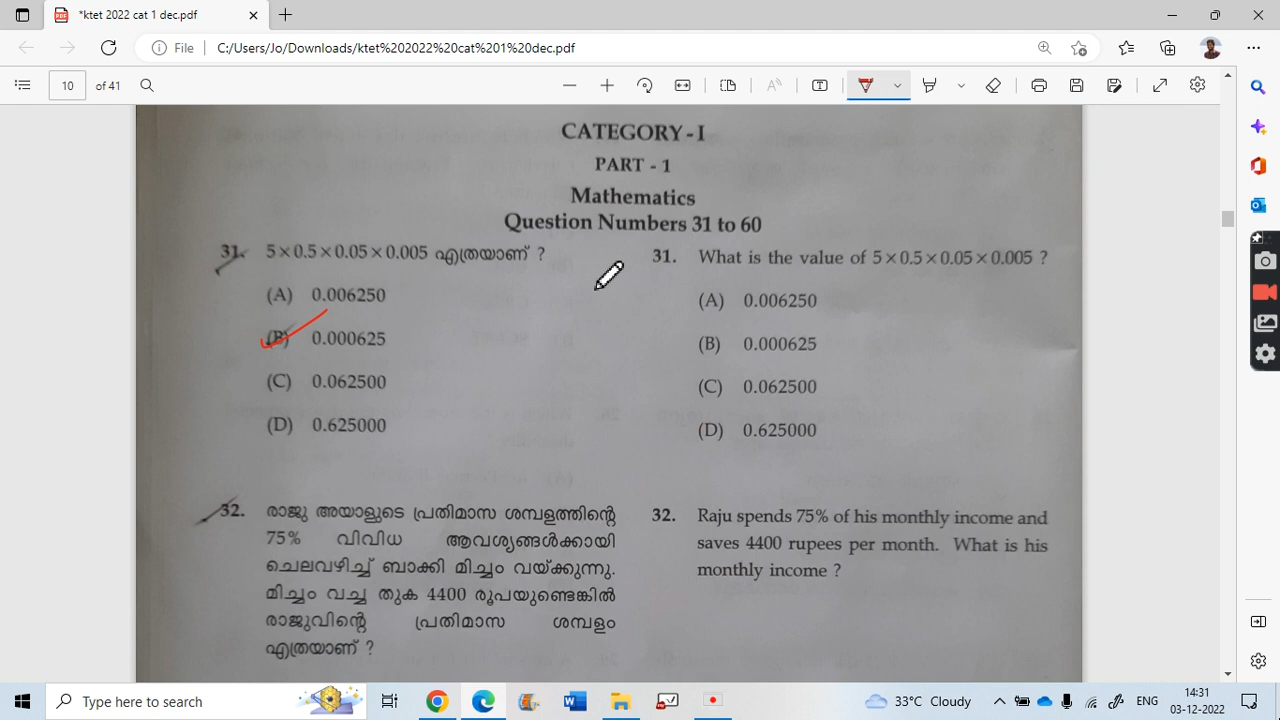 *ktet 2022 cat 1 dec.pdf
File C:/Users/Jo/Downloads/ktet%202022%20cat%201%20dec.pdf
10 of 41
CATEGORY - I
PART - 1
Mathematics
Question Numbers 31 to 60
31. 5×0.5×0.05×0.005 എത്രയാണ് ?
(A) 0.006250
(B) 0.000625
(C) 0.062500
(D) 0.625000
32. രാജു അയാളുടെ പ്രതിമാസ ശമ്പളത്തിന്റെ
75% വിവിധ ആവശ്യങ്ങൾക്കായി
ചെലവഴിച്ച് ബാക്കി മിച്ചം വയ്ക്കുന്നു.
മിച്ചം വച്ച തുക 4400 രൂപയുണ്ടെങ്കിൽ
രാജുവിന്റെ പ്രതിമാസ ശമ്പളം
എത്രയാണ് ?
31. What is the value of 5×0.5×0.05×0.005 ?
(A) 0.006250
(B) 0.000625
(C) 0.062500
(D) 0.625000
32. Raju spends 75% of his monthly income and
saves 4400 rupees per month. What is his
monthly income ?
Type here to search
33°C Cloudy
ENG
14:31
03-12-2022